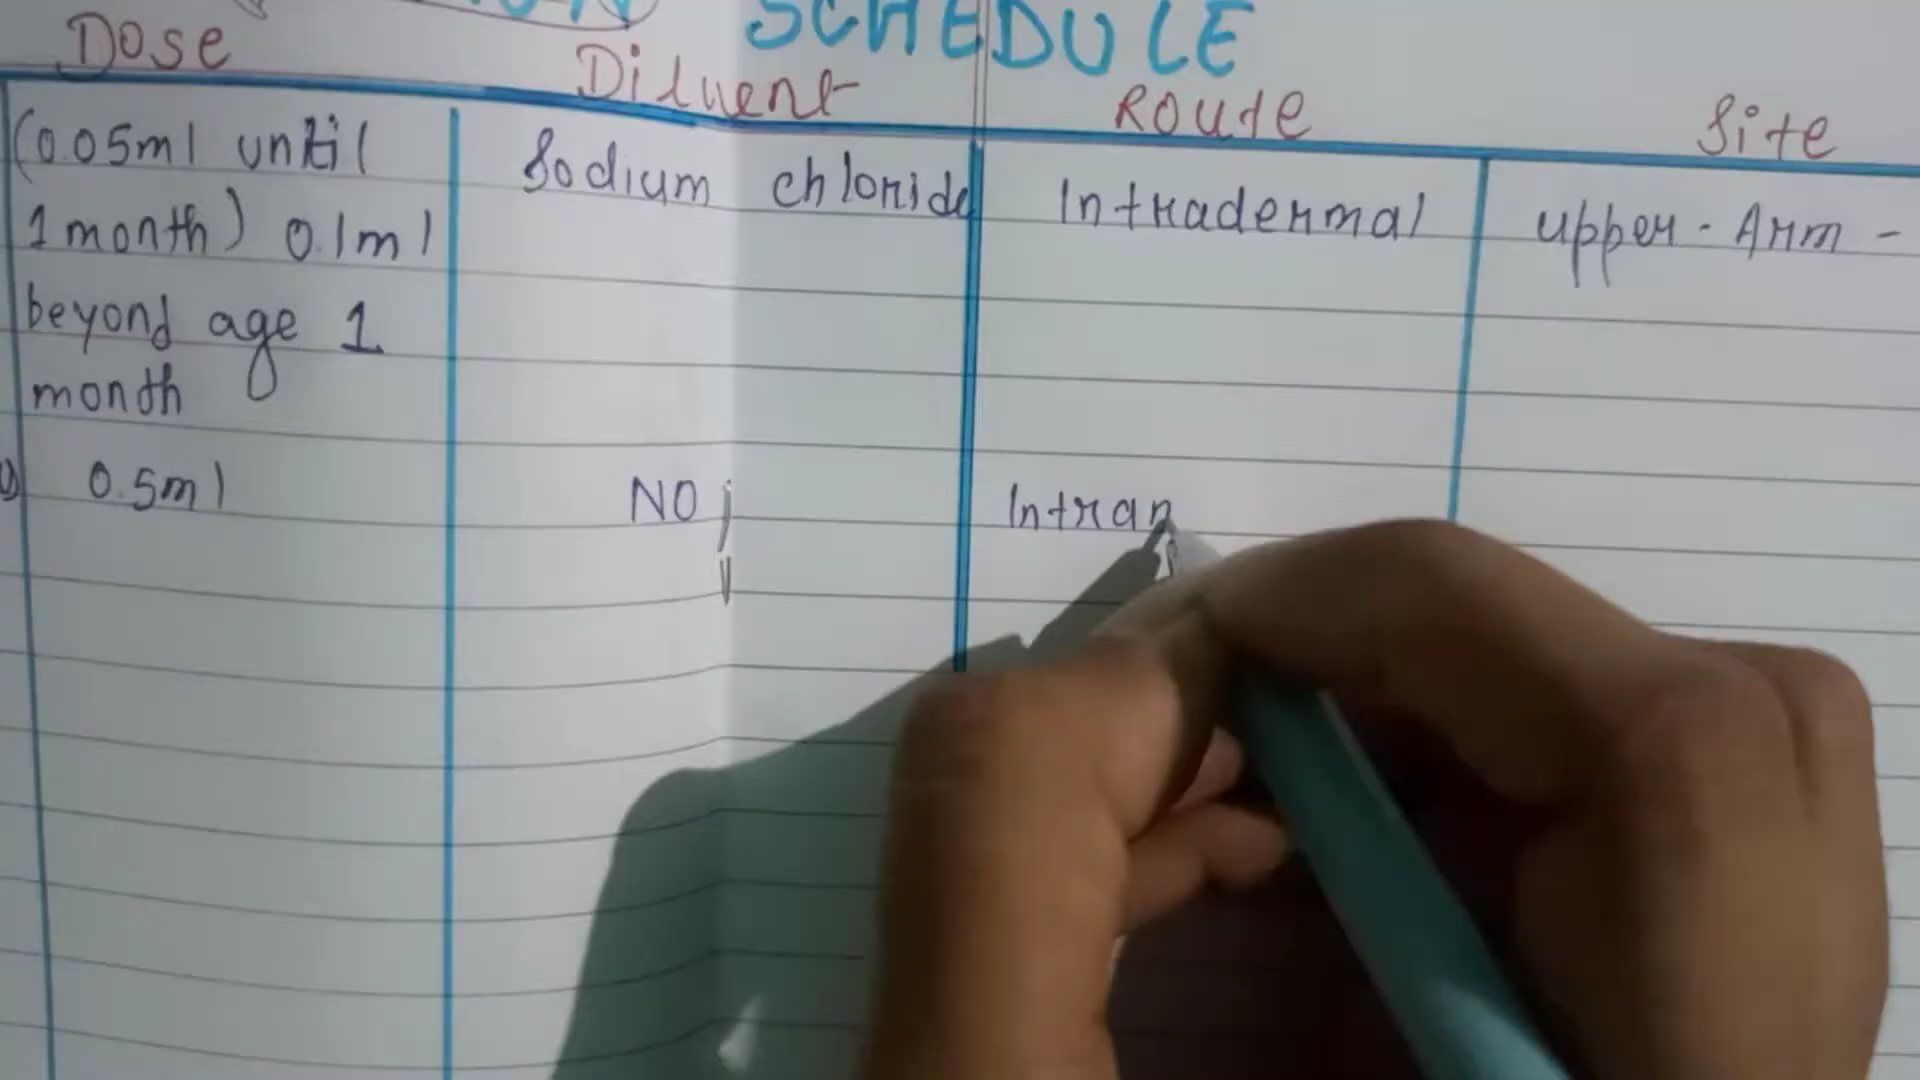 SCHEDULE
Dose Diluent Route Site
(0.05ml until
1 month) 0.1ml
beyond age 1
month
Sodium chloride
Intradermal
Upper - Arm -
0.5ml
NO
Intran